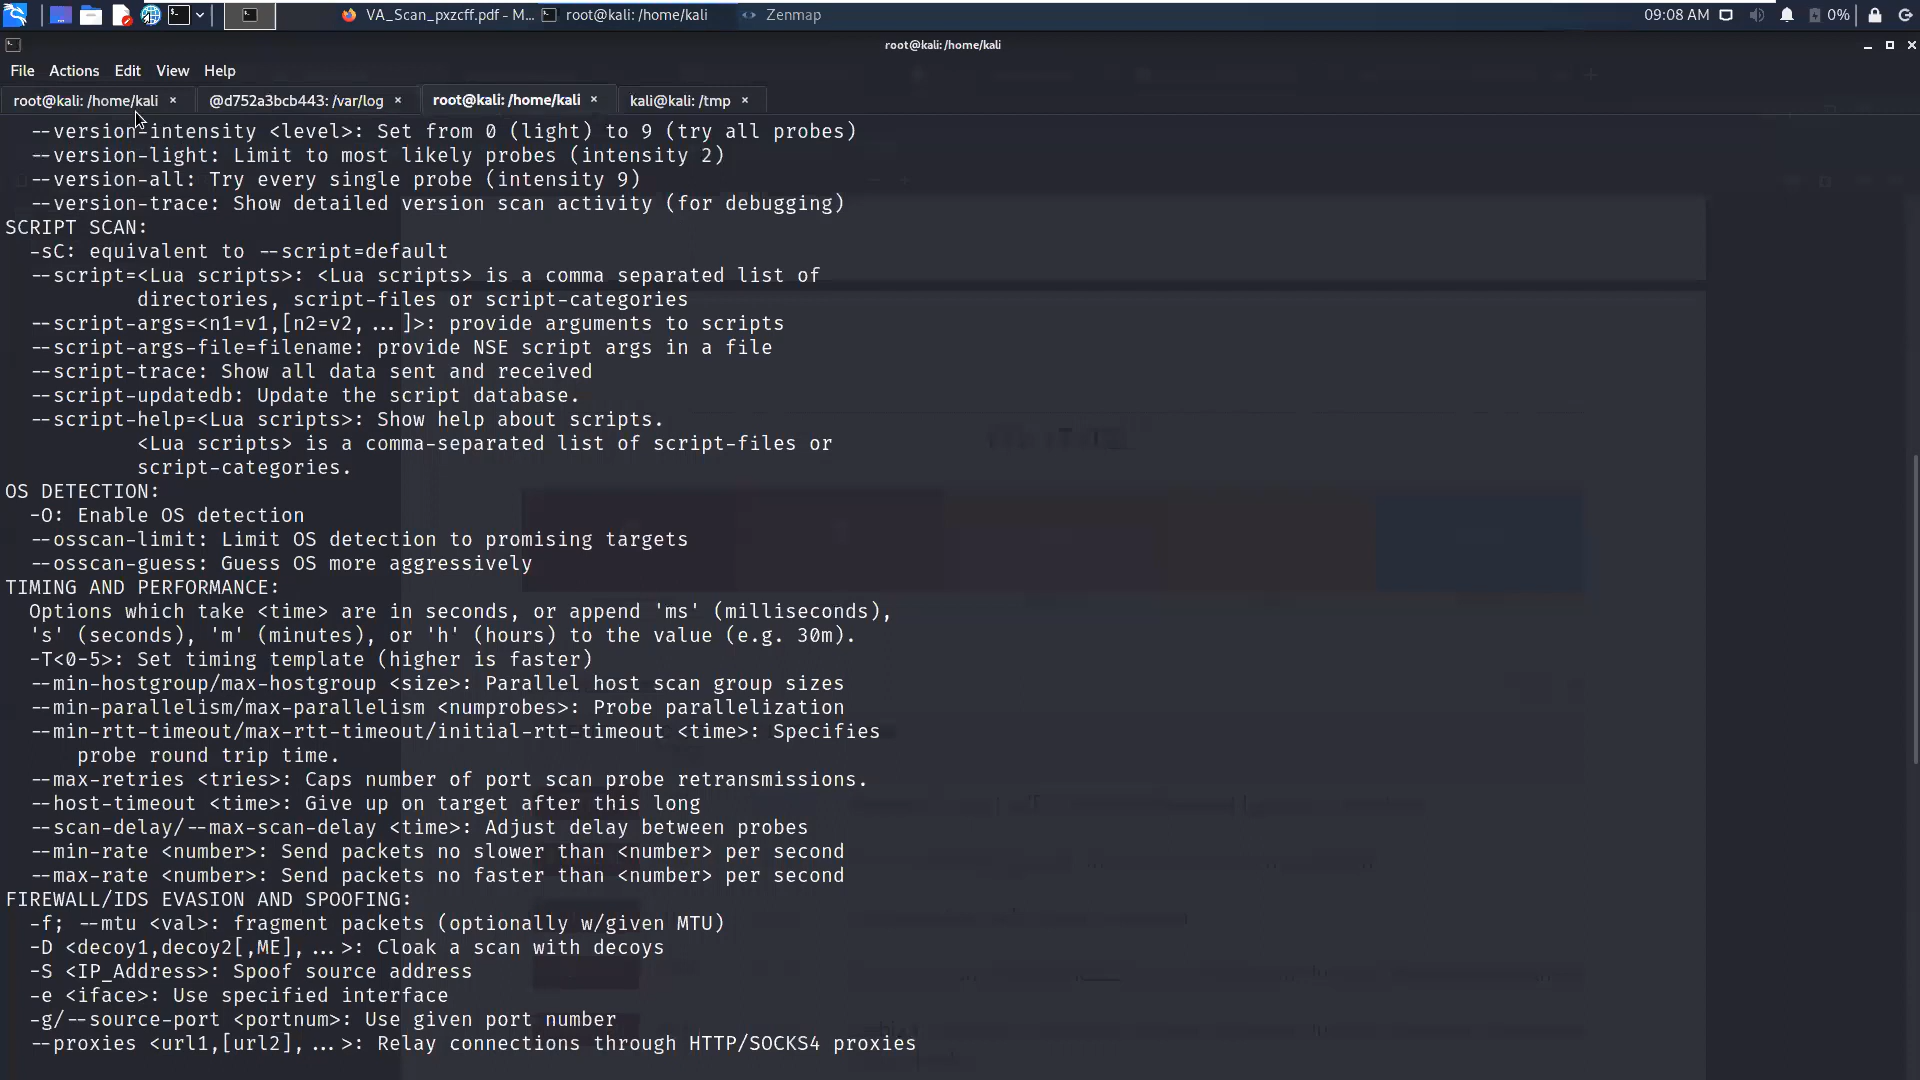 VA_Scan_pxzcff.pdf - M...
root@kali: /home/kali
Zenmap
09:08 AM
0%
root@kali: /home/kali
File Actions Edit View Help
root@kali: /home/kali ×
@d752a3bcb443: /var/log ×
root@kali: /home/kali ×
kali@kali: /tmp ×
--version-intensity <level>: Set from 0 (light) to 9 (try all probes)
--version-light: Limit to most likely probes (intensity 2)
--version-all: Try every single probe (intensity 9)
--version-trace: Show detailed version scan activity (for debugging)
SCRIPT SCAN:
-sC: equivalent to --script=default
--script=<Lua scripts>: <Lua scripts> is a comma separated list of
directories, script-files or script-categories
--script-args=<n1=v1,[n2=v2,...]>: provide arguments to scripts
--script-args-file=filename: provide NSE script args in a file
--script-trace: Show all data sent and received
--script-updatedb: Update the script database.
--script-help=<Lua scripts>: Show help about scripts.
<Lua scripts> is a comma-separated list of script-files or
script-categories.
OS DETECTION:
-O: Enable OS detection
--osscan-limit: Limit OS detection to promising targets
--osscan-guess: Guess OS more aggressively
TIMING AND PERFORMANCE:
Options which take <time> are in seconds, or append 'ms' (milliseconds),
's' (seconds), 'm' (minutes), or 'h' (hours) to the value (e.g. 30m).
-T<0-5>: Set timing template (higher is faster)
--min-hostgroup/max-hostgroup <size>: Parallel host scan group sizes
--min-parallelism/max-parallelism <numprobes>: Probe parallelization
--min-rtt-timeout/max-rtt-timeout/initial-rtt-timeout <time>: Specifies
probe round trip time.
--max-retries <tries>: Caps number of port scan probe retransmissions.
--host-timeout <time>: Give up on target after this long
--scan-delay/--max-scan-delay <time>: Adjust delay between probes
--min-rate <number>: Send packets no slower than <number> per second
--max-rate <number>: Send packets no faster than <number> per second
FIREWALL/IDS EVASION AND SPOOFING:
-f; --mtu <val>: fragment packets (optionally w/given MTU)
-D <decoy1,decoy2[,ME],...>: Cloak a scan with decoys
-S <IP_Address>: Spoof source address
-e <iface>: Use specified interface
-g/--source-port <portnum>: Use given port number
--proxies <url1,[url2],...>: Relay connections through HTTP/SOCKS4 proxies